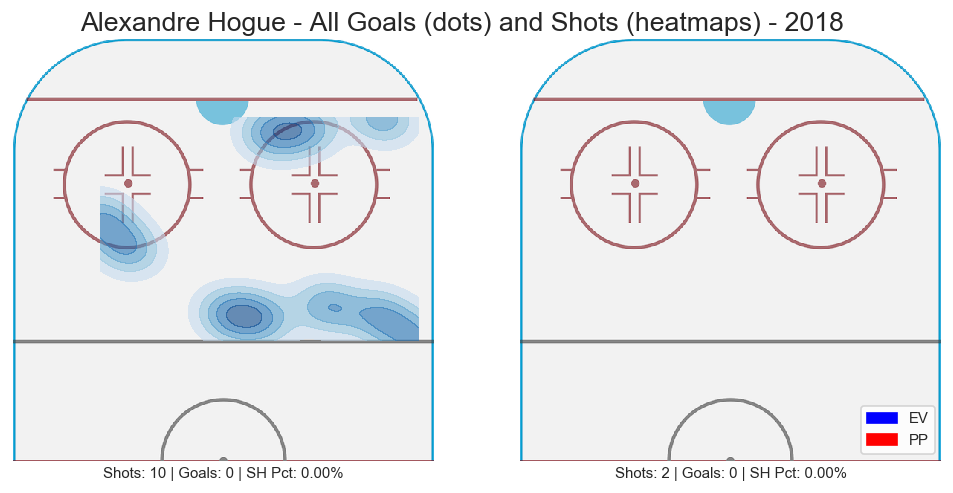 Alexandre Hogue - All Goals (dots) and Shots (heatmaps) - 2018
EV
PP
Shots: 10 | Goals: 0 | SH Pct: 0.00%
Shots: 2 | Goals: 0 | SH Pct: 0.00%